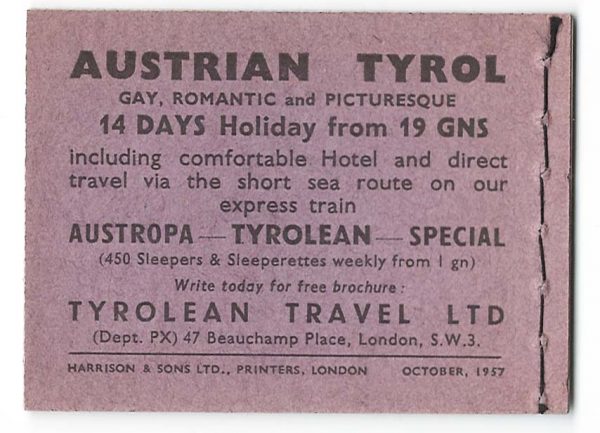 AUSTRIAN TYROL
GAY, ROMANTIC and PICTURESQUE
14 DAYS Holiday from 19 GNS
including comfortable Hotel and direct
travel via the short sea route on our
express train
AUSTROPA — TYROLEAN — SPECIAL
(450 Sleepers & Sleeperettes weekly from 1 gn)
Write today for free brochure :
TYROLEAN TRAVEL LTD
(Dept. PX) 47 Beauchamp Place, London, S.W.3.
HARRISON & SONS LTD., PRINTERS, LONDON OCTOBER, 1957